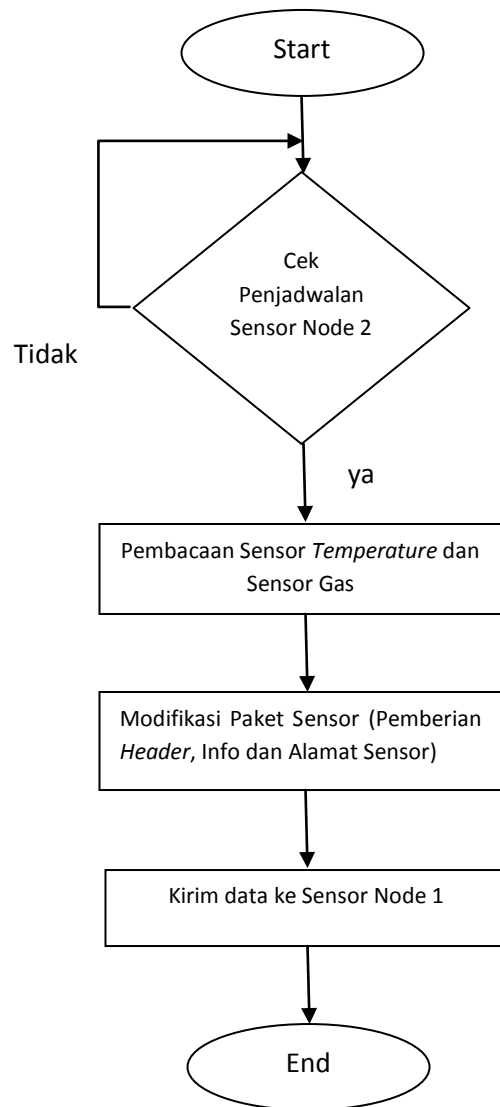 Start
Cek
Penjadwalan
Sensor Node 2
Tidak
ya
Pembacaan Sensor Temperature dan
Sensor Gas
Modifikasi Paket Sensor (Pemberian
Header, Info dan Alamat Sensor)
Kirim data ke Sensor Node 1
End